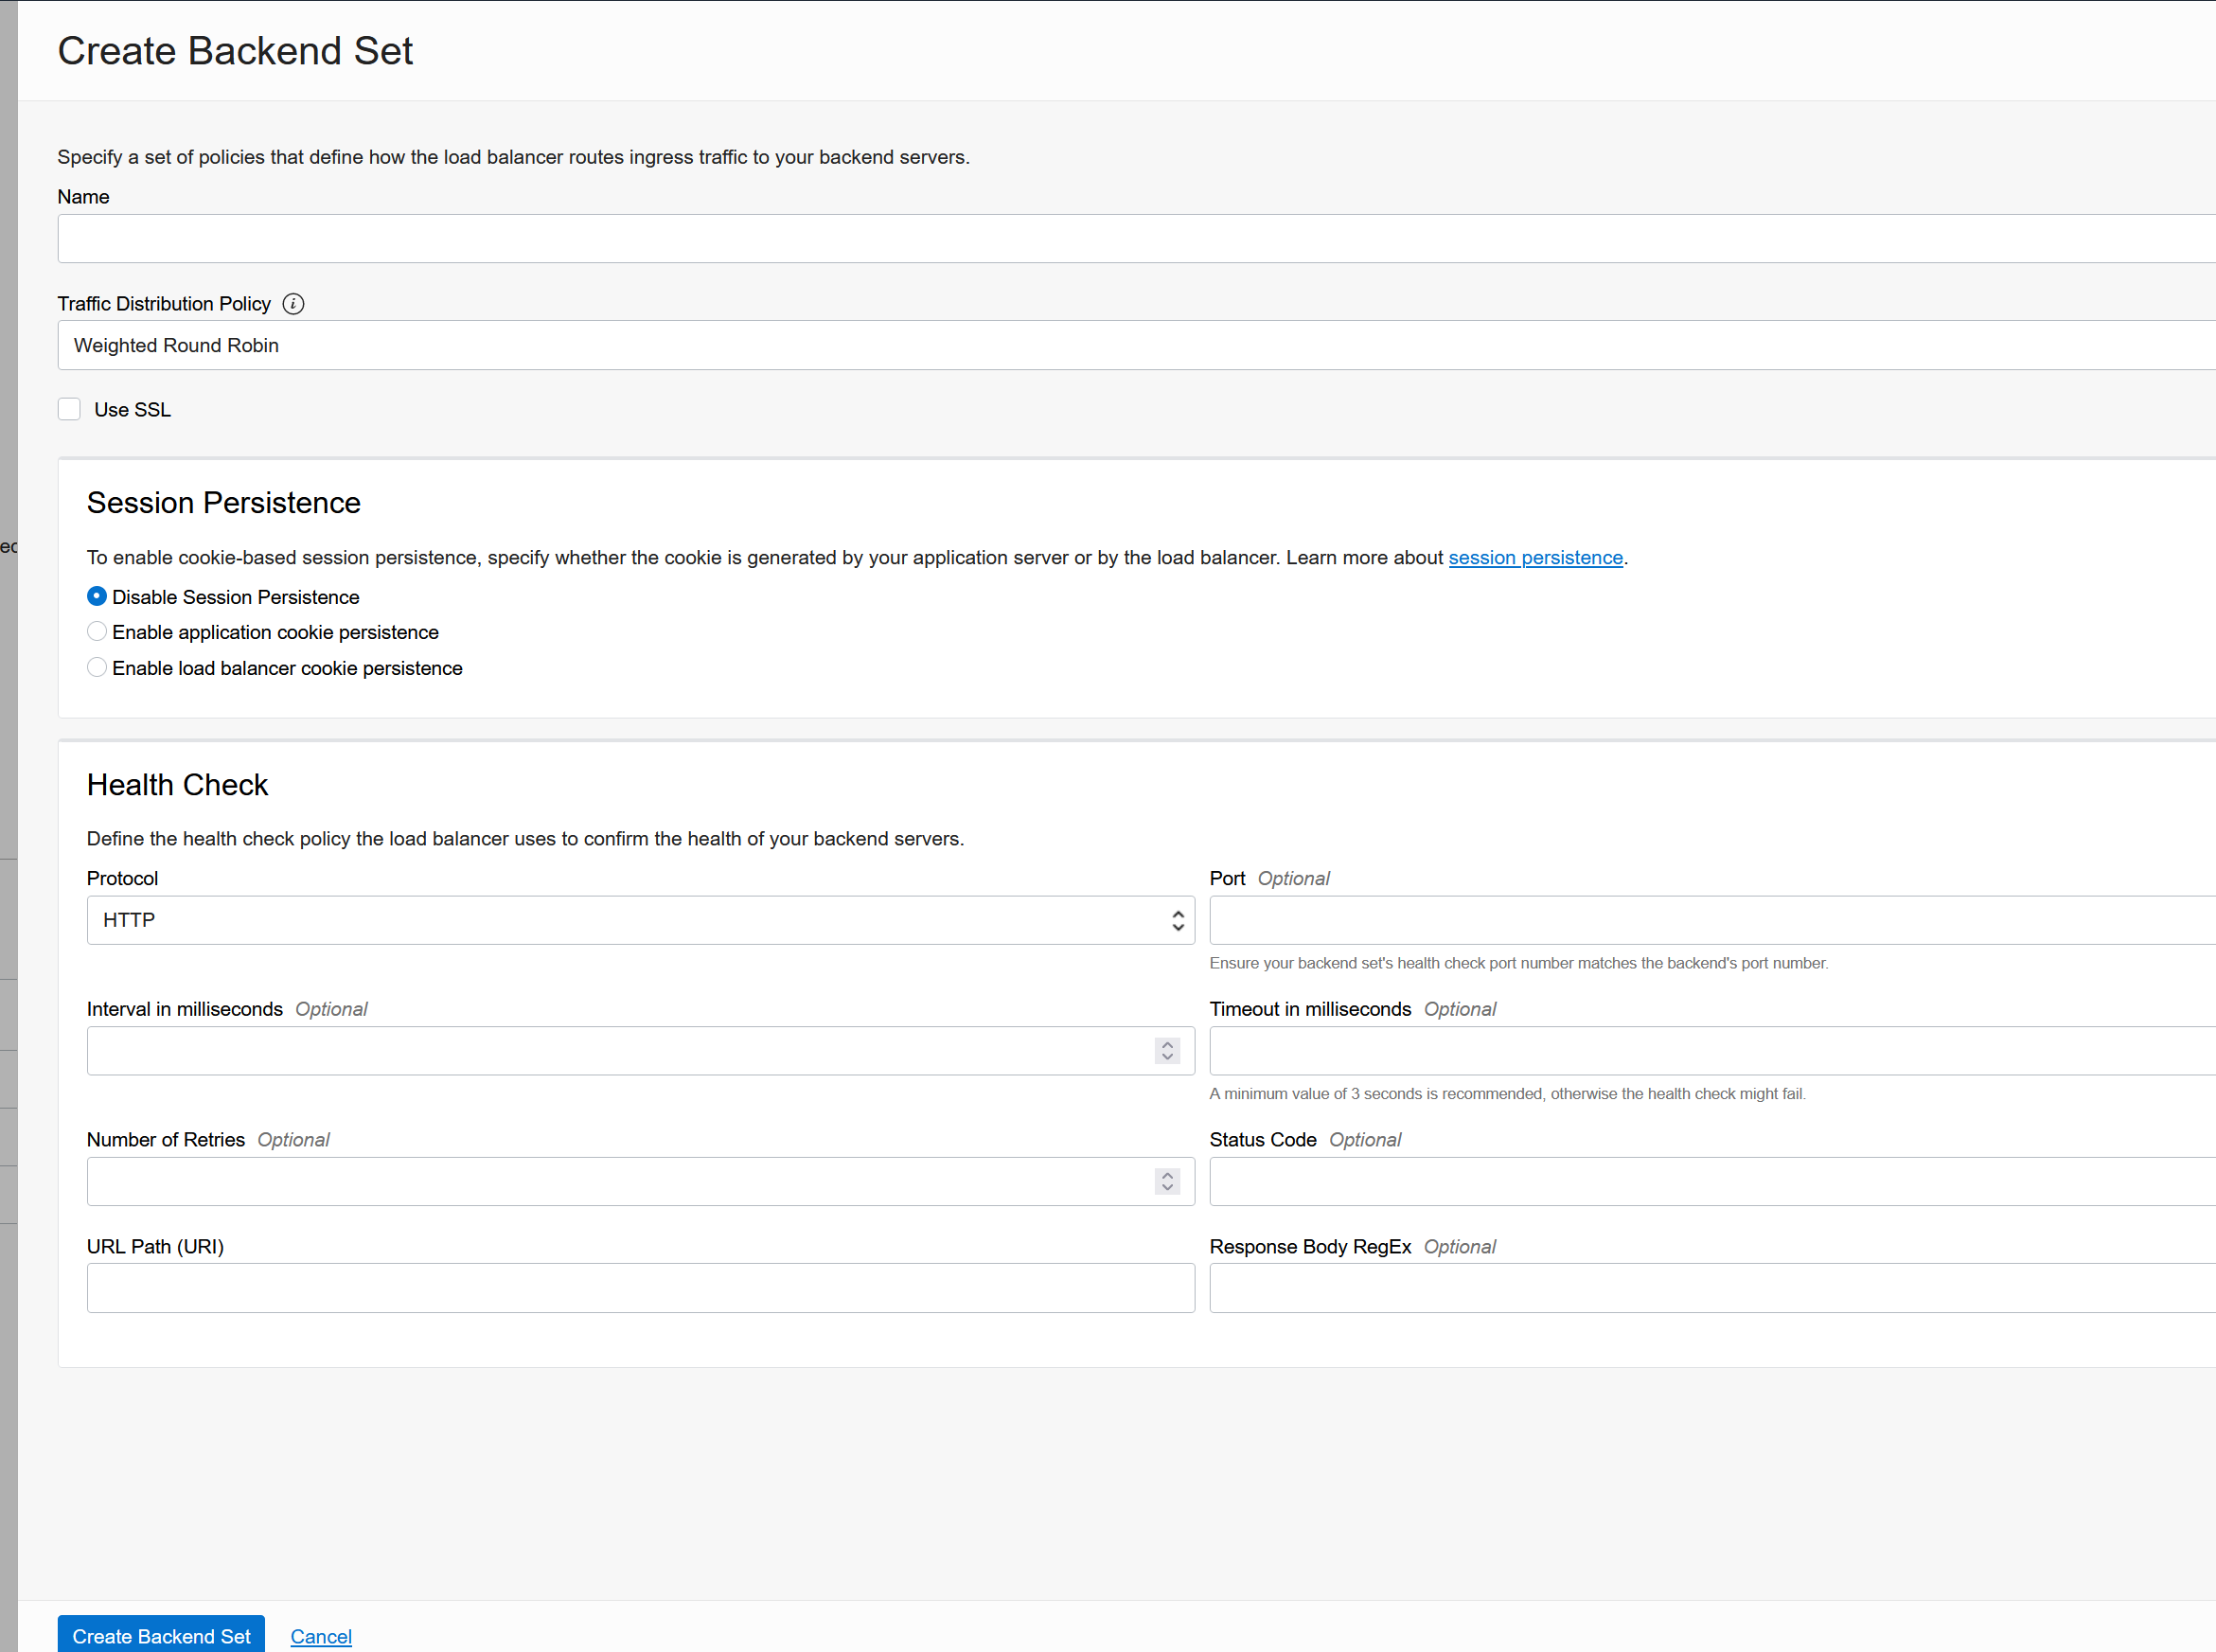 Create Backend Set
Specify a set of policies that define how the load balancer routes ingress traffic to your backend servers.
Name
Traffic Distribution Policy i
Weighted Round Robin
Use SSL
Session Persistence
To enable cookie-based session persistence, specify whether the cookie is generated by your application server or by the load balancer. Learn more about session persistence.
Disable Session Persistence
Enable application cookie persistence
Enable load balancer cookie persistence
Health Check
Define the health check policy the load balancer uses to confirm the health of your backend servers.
Protocol
HTTP
Port Optional
Ensure your backend set's health check port number matches the backend's port number.
Interval in milliseconds Optional
Timeout in milliseconds Optional
A minimum value of 3 seconds is recommended, otherwise the health check might fail.
Number of Retries Optional
Status Code Optional
URL Path (URI)
Response Body RegEx Optional
Create Backend Set Cancel